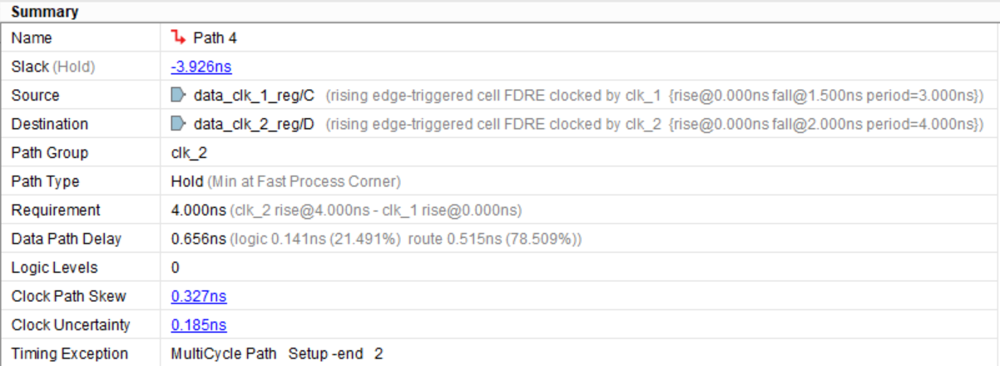 Summary
Name Path 4
Slack (Hold) -3.926ns
Source data_clk_1_reg/C (rising edge-triggered cell FDRE clocked by clk_1 {rise@0.000ns fall@1.500ns period=3.000ns})
Destination data_clk_2_reg/D (rising edge-triggered cell FDRE clocked by clk_2 {rise@0.000ns fall@2.000ns period=4.000ns})
Path Group clk_2
Path Type Hold (Min at Fast Process Corner)
Requirement 4.000ns (clk_2 rise@4.000ns - clk_1 rise@0.000ns)
Data Path Delay 0.656ns (logic 0.141ns (21.491%) route 0.515ns (78.509%))
Logic Levels 0
Clock Path Skew 0.327ns
Clock Uncertainty 0.185ns
Timing Exception MultiCycle Path Setup -end 2